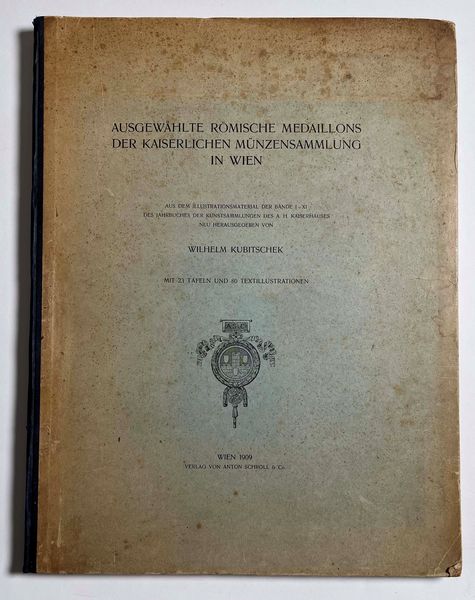 AUSGEWÄHLTE RÖMISCHE MEDAILLONS
DER KAISERLICHEN MÜNZENSAMMLUNG
IN WIEN
AUS DEM ILLUSTRATIONSMATERIAL DER BÄNDE I–XI
DES JAHRBUCHES DER KUNSTSAMMLUNGEN DES A. H. KAISERHAUSES
NEU HERAUSGEGEBEN VON
WILHELM KUBITSCHEK
MIT 23 TAFELN UND 80 TEXTILLUSTRATIONEN
WIEN 1909
VERLAG VON ANTON SCHROLL & Co.